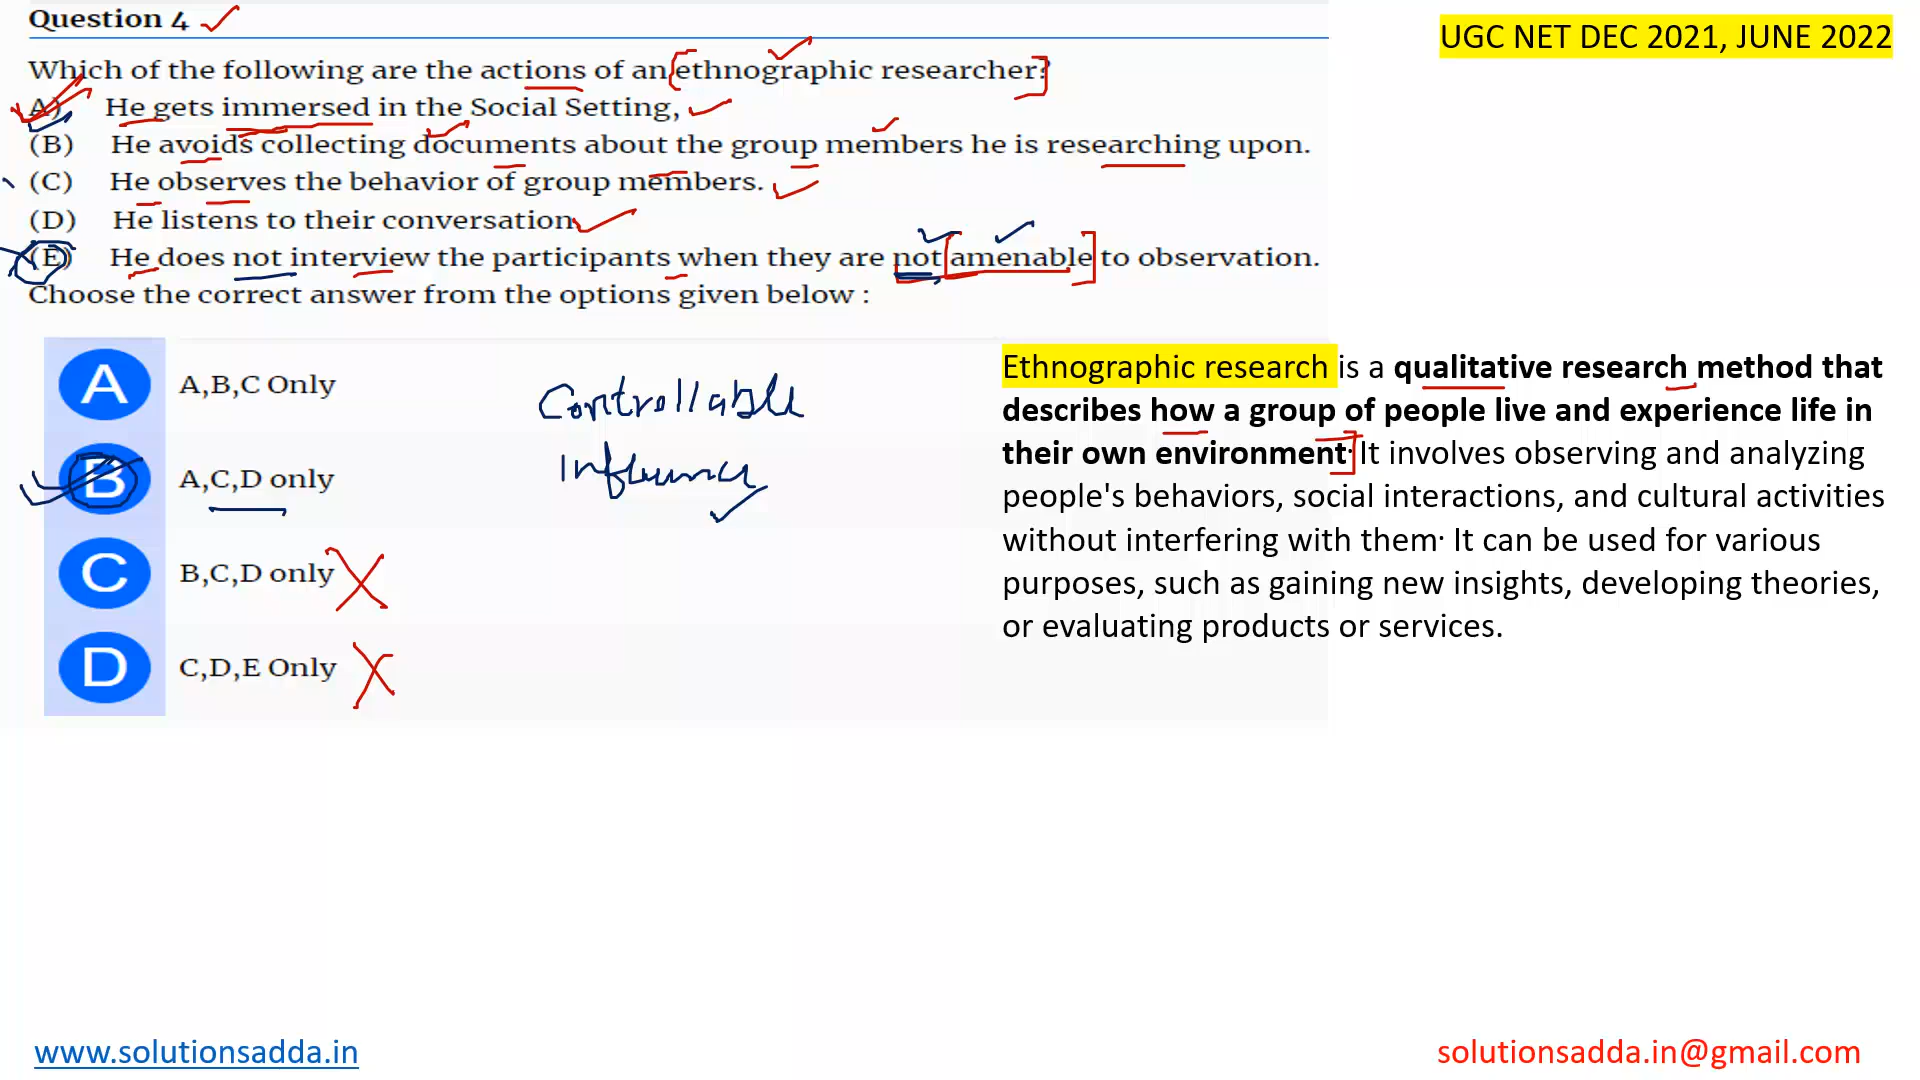 Question 4
UGC NET DEC 2021, JUNE 2022
Which of the following are the actions of an ethnographic researcher?
A) He gets immersed in the Social Setting,
(B) He avoids collecting documents about the group members he is researching upon.
(C) He observes the behavior of group members.
(D) He listens to their conversation
(E) He does not interview the participants when they are not amenable to observation.
Choose the correct answer from the options given below :
A A,B,C Only
B A,C,D only
C B,C,D only
D C,D,E Only
Controllable
Influence
Ethnographic research is a qualitative research method that
describes how a group of people live and experience life in
their own environment. It involves observing and analyzing
people's behaviors, social interactions, and cultural activities
without interfering with them. It can be used for various
purposes, such as gaining new insights, developing theories,
or evaluating products or services.
www.solutionsadda.in
solutionsadda.in@gmail.com